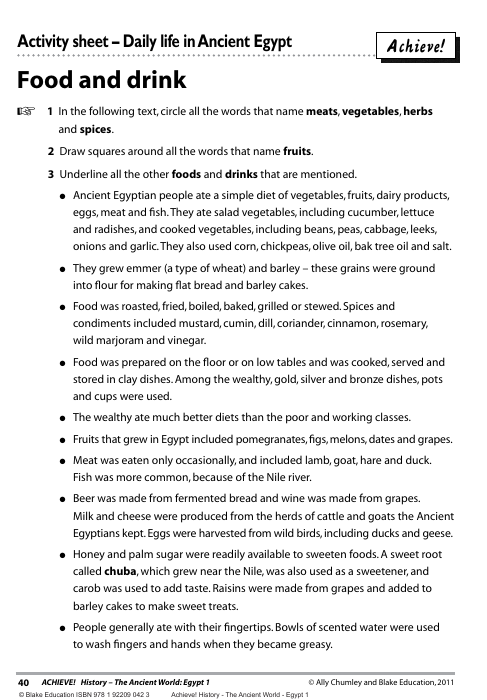 Activity sheet – Daily life in Ancient Egypt
Achieve!
Food and drink
1 In the following text, circle all the words that name meats, vegetables, herbs
and spices.
2 Draw squares around all the words that name fruits.
3 Underline all the other foods and drinks that are mentioned.
● Ancient Egyptian people ate a simple diet of vegetables, fruits, dairy products,
eggs, meat and fish. They ate salad vegetables, including cucumber, lettuce
and radishes, and cooked vegetables, including beans, peas, cabbage, leeks,
onions and garlic. They also used corn, chickpeas, olive oil, bak tree oil and salt.
● They grew emmer (a type of wheat) and barley – these grains were ground
into flour for making flat bread and barley cakes.
● Food was roasted, fried, boiled, baked, grilled or stewed. Spices and
condiments included mustard, cumin, dill, coriander, cinnamon, rosemary,
wild marjoram and vinegar.
● Food was prepared on the floor or on low tables and was cooked, served and
stored in clay dishes. Among the wealthy, gold, silver and bronze dishes, pots
and cups were used.
● The wealthy ate much better diets than the poor and working classes.
● Fruits that grew in Egypt included pomegranates, figs, melons, dates and grapes.
● Meat was eaten only occasionally, and included lamb, goat, hare and duck.
Fish was more common, because of the Nile river.
● Beer was made from fermented bread and wine was made from grapes.
Milk and cheese were produced from the herds of cattle and goats the Ancient
Egyptians kept. Eggs were harvested from wild birds, including ducks and geese.
● Honey and palm sugar were readily available to sweeten foods. A sweet root
called chuba, which grew near the Nile, was also used as a sweetener, and
carob was used to add taste. Raisins were made from grapes and added to
barley cakes to make sweet treats.
● People generally ate with their fingertips. Bowls of scented water were used
to wash fingers and hands when they became greasy.
40 ACHIEVE! History – The Ancient World: Egypt 1 © Ally Chumley and Blake Education, 2011
© Blake Education ISBN 978 1 92209 042 3 Achieve! History - The Ancient World - Egypt 1